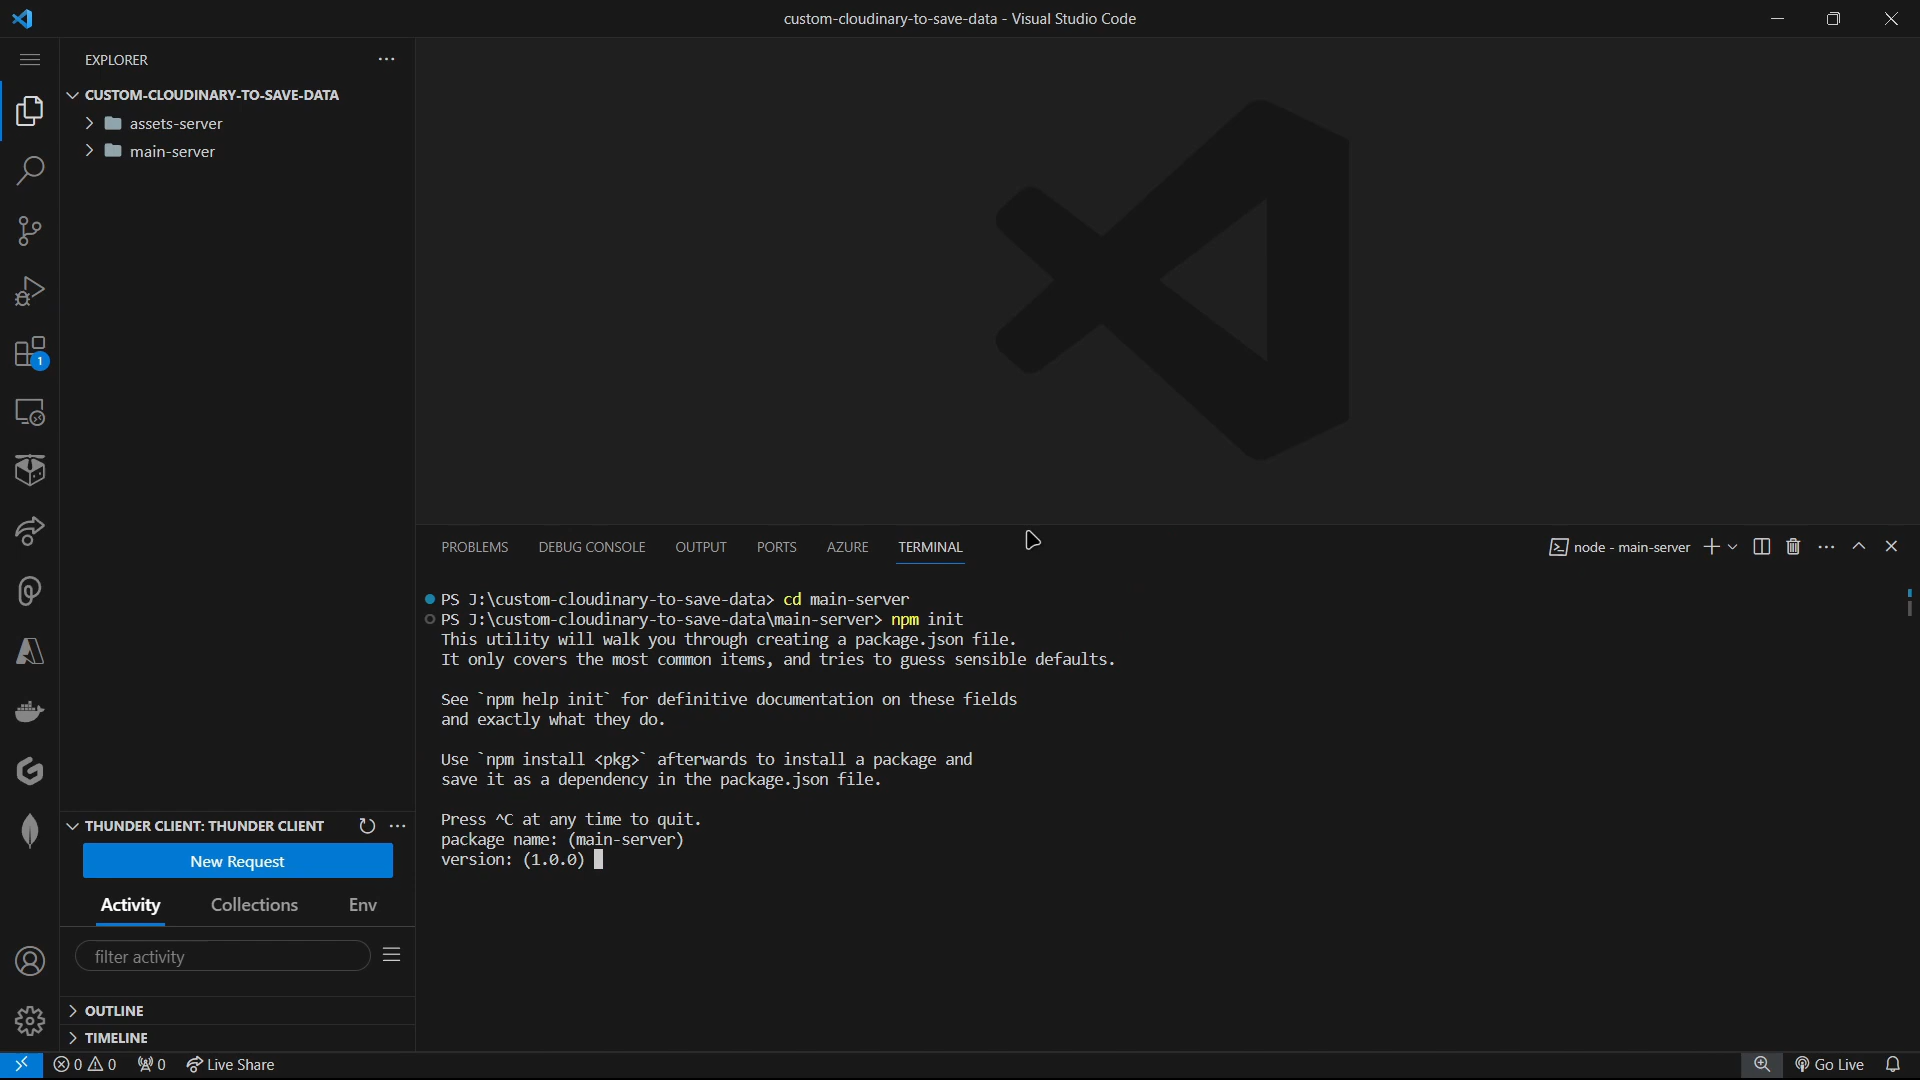 custom-cloudinary-to-save-data - Visual Studio Code
EXPLORER
CUSTOM-CLOUDINARY-TO-SAVE-DATA
assets-server
main-server
1
PROBLEMS DEBUG CONSOLE OUTPUT PORTS AZURE TERMINAL
node - main-server
PS J:\custom-cloudinary-to-save-data> cd main-server
PS J:\custom-cloudinary-to-save-data\main-server> npm init
This utility will walk you through creating a package.json file.
It only covers the most common items, and tries to guess sensible defaults.
See `npm help init` for definitive documentation on these fields
and exactly what they do.
Use `npm install <pkg>` afterwards to install a package and
save it as a dependency in the package.json file.
Press ^C at any time to quit.
package name: (main-server)
version: (1.0.0)
THUNDER CLIENT: THUNDER CLIENT
New Request
Activity Collections Env
filter activity
OUTLINE
TIMELINE
0 0 0 Live Share
Go Live